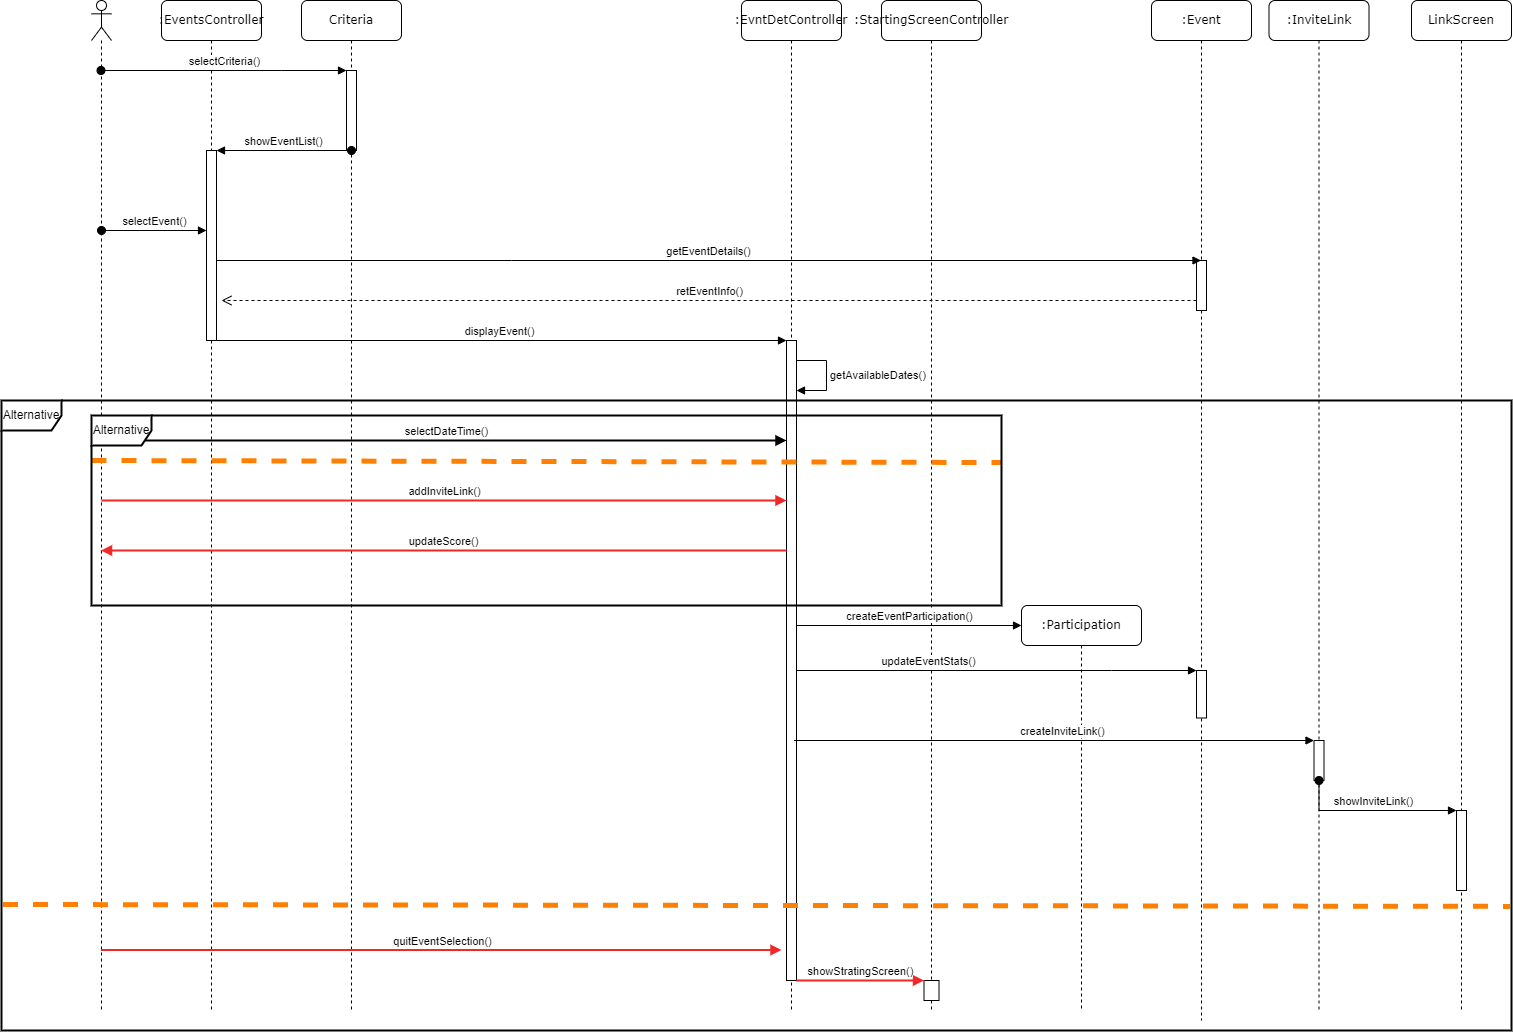 :EventsController
Criteria
:EvntDetController
:StartingScreenController
:Event
:InviteLink
LinkScreen
selectCriteria()
showEventList()
selectEvent()
getEventDetails()
retEventInfo()
displayEvent()
getAvailableDates()
Alternative
Alternative
selectDateTime()
addInviteLink()
updateScore()
createEventParticipation()
:Participation
updateEventStats()
createInviteLink()
showInviteLink()
quitEventSelection()
showStratingScreen()